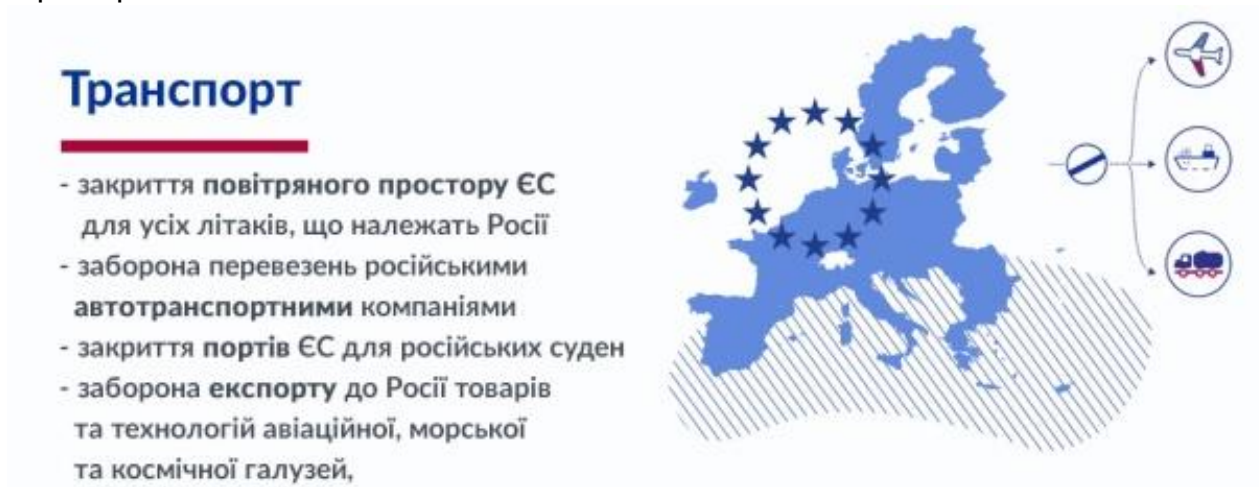 Транспорт
- закриття повітряного простору ЄС
для усіх літаків, що належать Росії
- заборона перевезень російськими
автотранспортними компаніями
- закриття портів ЄС для російських суден
- заборона експорту до Росії товарів
та технологій авіаційної, морської
та космічної галузей,